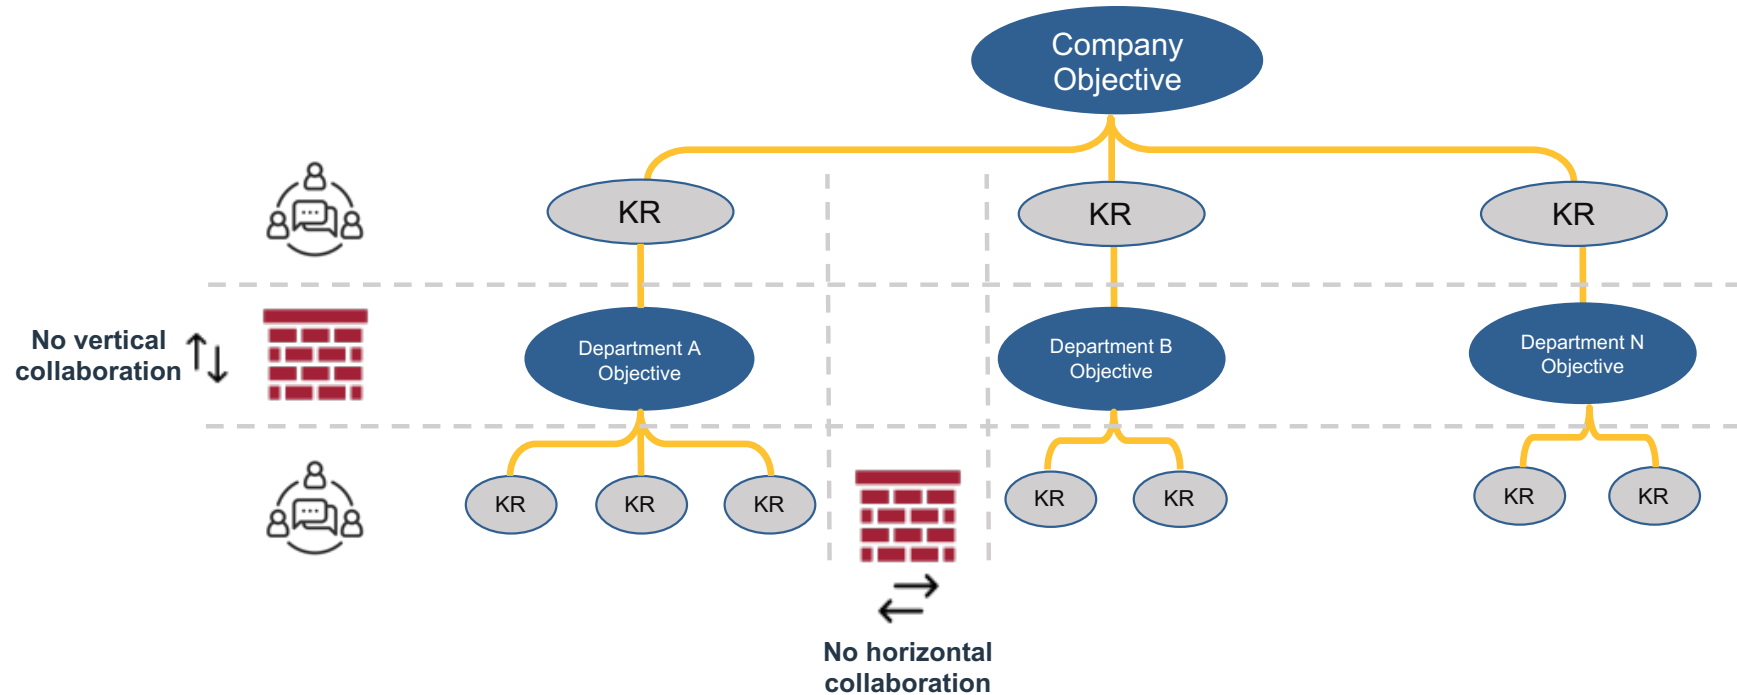 Company
Objective
KR
KR
KR
No vertical
collaboration
Department A
Objective
Department B
Objective
Department N
Objective
KR
KR
KR
KR
KR
KR
KR
No horizontal
collaboration